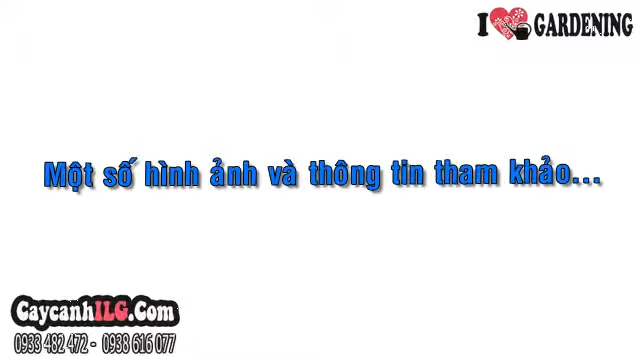 I GARDENING
Một số hình ảnh và thông tin tham khảo...
CaycanhILG.Com
0933 482 472 - 0938 616 077